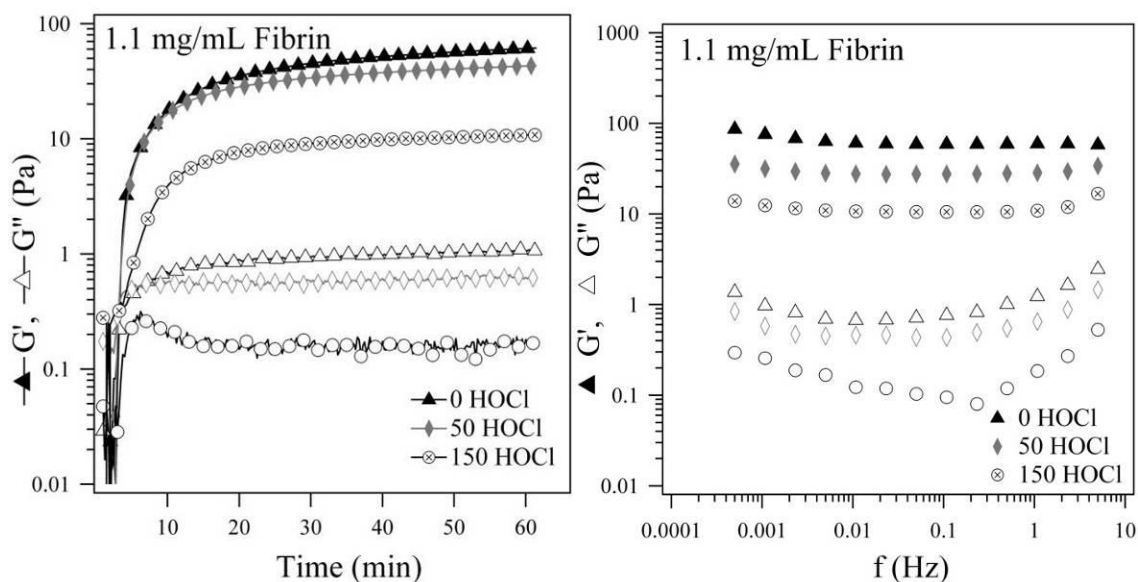 1.1 mg/mL Fibrin
100
10
1
0.1
0.01
▲ G', △ G'' (Pa)
0 HOCl
50 HOCl
150 HOCl
10 20 30 40 50 60
Time (min)
1.1 mg/mL Fibrin
1000
100
10
1
0.1
0.01
▲ G', △ G'' (Pa)
0 HOCl
50 HOCl
150 HOCl
0.0001 0.001 0.01 0.1 1 10
f (Hz)